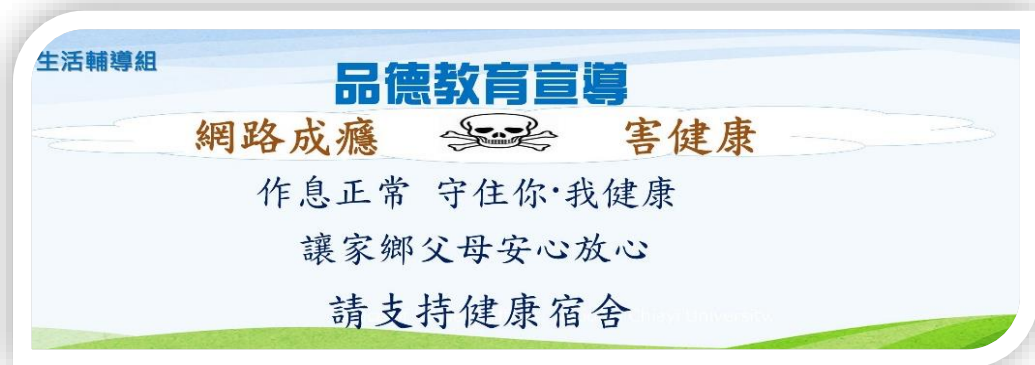 生活輔導組
品德教育宣導
網路成癮 害健康
作息正常 守住你·我健康
讓家鄉父母安心放心
請支持健康宿舍